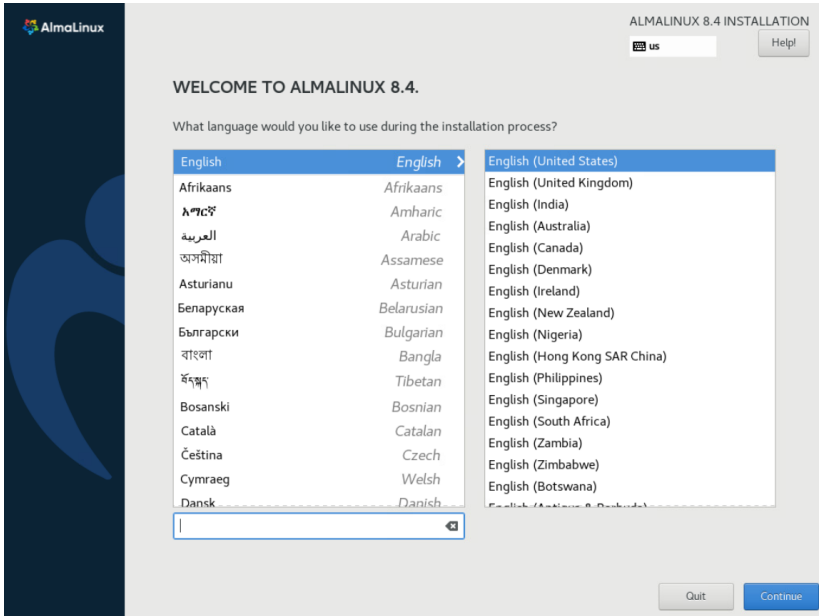 AlmaLinux
ALMALINUX 8.4 INSTALLATION
us
Help!
WELCOME TO ALMALINUX 8.4.
What language would you like to use during the installation process?
English English
Afrikaans Afrikaans
አማርኛ Amharic
العربية Arabic
অসমীয়া Assamese
Asturianu Asturian
Беларуская Belarusian
Български Bulgarian
বাংলা Bangla
བོད་སྐད་ Tibetan
Bosanski Bosnian
Català Catalan
Čeština Czech
Cymraeg Welsh
Dansk Danish
English (United States)
English (United Kingdom)
English (India)
English (Australia)
English (Canada)
English (Denmark)
English (Ireland)
English (New Zealand)
English (Nigeria)
English (Hong Kong SAR China)
English (Philippines)
English (Singapore)
English (South Africa)
English (Zambia)
English (Zimbabwe)
English (Botswana)
English (Antigua & Barbuda)
Quit
Continue